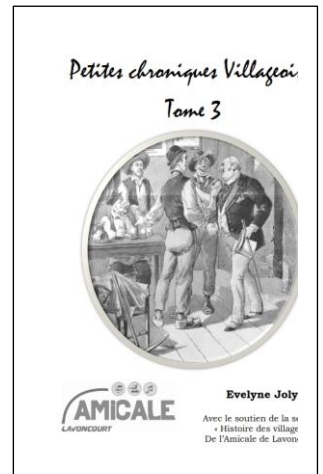 Petites chroniques Villageoi
Tome 3
AMICALE
LAVONCOURT
Evelyne Joly
Avec le soutien de la se
« Histoire des village
De l'Amicale de Lavon